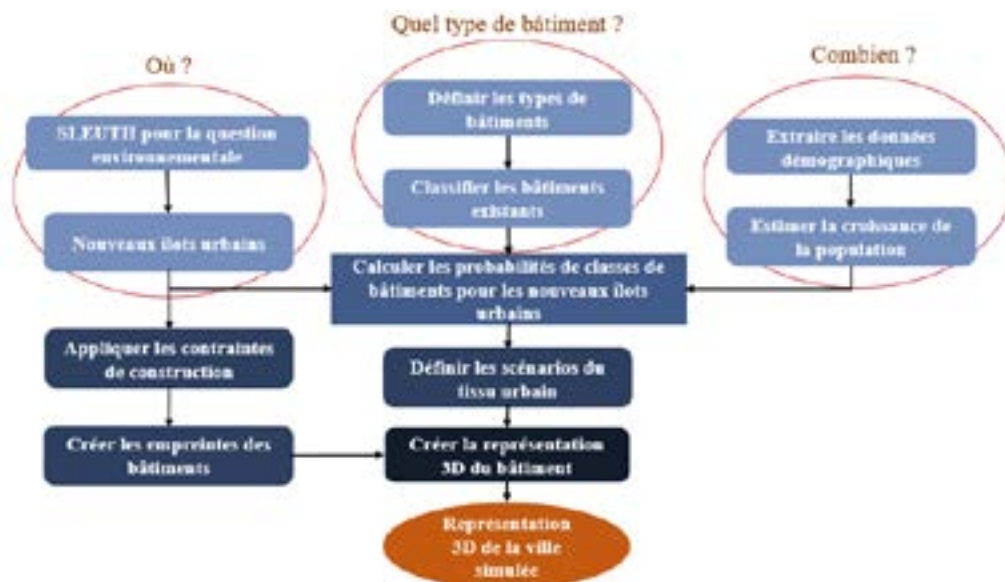 Quel type de bâtiment ?
Où ?
Combien ?
SLEUTH pour la question
environnementale
Nouveaux îlots urbains
Définir les types de
bâtiments
Classifier les bâtiments
existants
Extraire les données
démographiques
Estimer la croissance de
la population
Calculer les probabilités de classes de
bâtiments pour les nouveaux îlots
urbains
Appliquer les contraintes
de construction
Définir les scénarios du
tissu urbain
Créer les empreintes des
bâtiments
Créer la représentation
3D du bâtiment
Représentation
3D de la ville
simulée